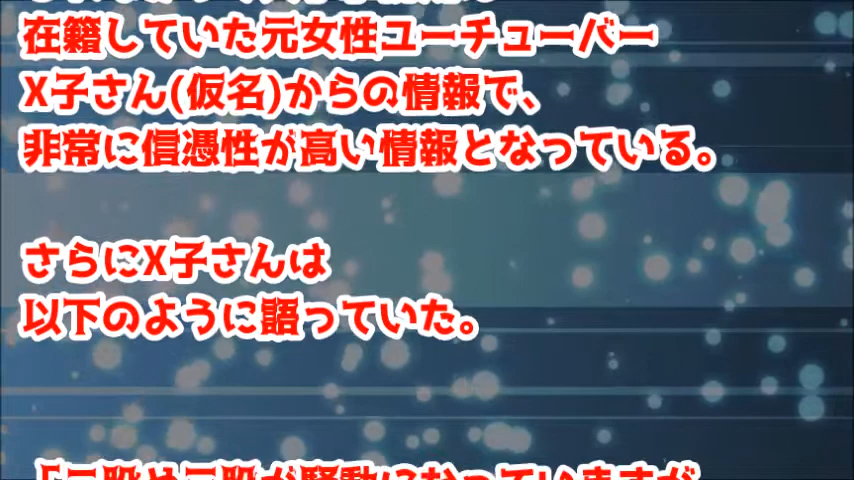 在籍していた元女性ユーチューバー
X子さん(仮名)からの情報で、
非常に信憑性が高い情報となっている。
さらにX子さんは
以下のように語っていた。